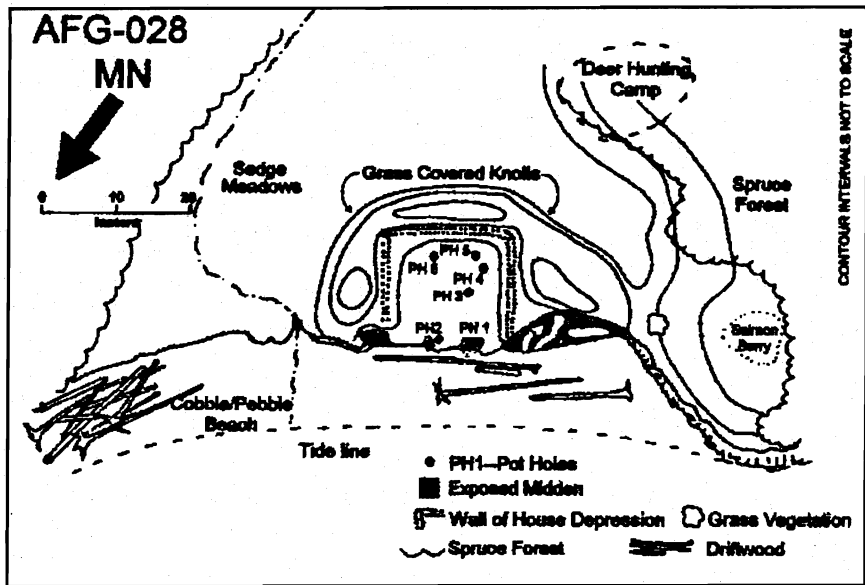 AFG-028
MN
0 10 20
meters
Sedge
Meadows
Grass Covered Knolls
Deer Hunting
Camp
Spruce
Forest
CONTOUR INTERVALS NOT TO SCALE
PH 5
PH 6
PH 4
PH 3
PH2
PH 1
Salmon
Berry
Cobble/Pebble
Beach
Tide line
PH1--Pot Holes
Exposed Midden
Wall of House Depression
Grass Vegetation
Spruce Forest
Driftwood